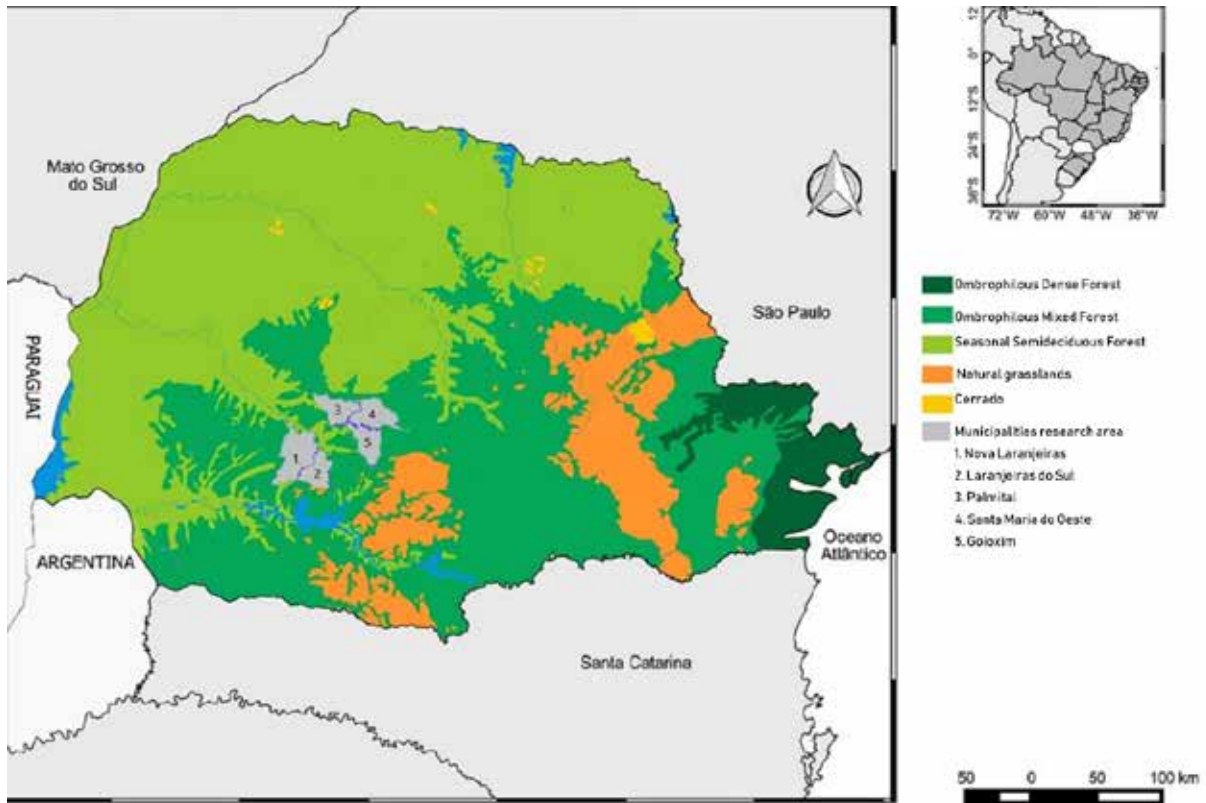 Mato Grosso
do Sul
PARAGUAI
ARGENTINA
São Paulo
Oceano
Atlântico
Santa Catarina
3
4
5
1
2
12
0°
12°S
24°S
36°S
72°W 60°W 48°W 36°W
Ombrophilous Dense Forest
Ombrophilous Mixed Forest
Seasonal Semideciduous Forest
Natural grasslands
Cerrado
Municipalities research area
1. Nova Laranjeiras
2. Laranjeiras do Sul
3. Palmital
4. Santa Maria do Oeste
5. Goioxim
50 0 50 100 km